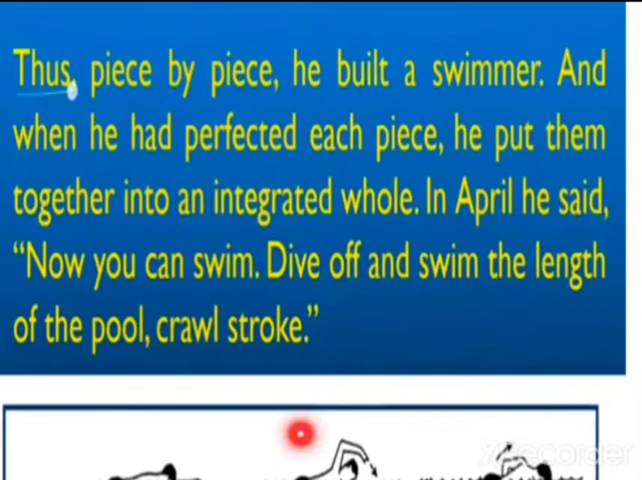 Thus, piece by piece, he built a swimmer. And
when he had perfected each piece, he put them
together into an integrated whole. In April he said,
“Now you can swim. Dive off and swim the length
of the pool, crawl stroke.”
XRecorder